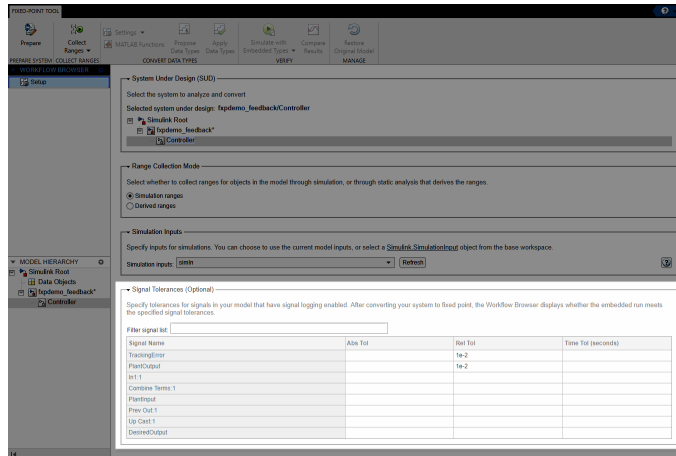 FIXED-POINT TOOL
Prepare
Collect Ranges
Settings
MATLAB Functions
Propose Data Types
Apply Data Types
Simulate with Embedded Types
Compare Results
Restore Original Model
PREPARE SYSTEM
COLLECT RANGES
CONVERT DATA TYPES
VERIFY
MANAGE
WORKFLOW BROWSER
Setup
System Under Design (SUD)
Select the system to analyze and convert
Selected system under design: fxpdemo_feedback/Controller
Simulink Root
fxpdemo_feedback*
Controller
Range Collection Mode
Select whether to collect ranges for objects in the model through simulation, or through static analysis that derives the ranges.
Simulation ranges
Derived ranges
Simulation Inputs
Specify inputs for simulations. You can choose to use the current model inputs, or select a Simulink.SimulationInput object from the base workspace.
Simulation inputs: simin Refresh
MODEL HIERARCHY
Simulink Root
Data Objects
fxpdemo_feedback*
Controller
Signal Tolerances (Optional)
Specify tolerances for signals in your model that have signal logging enabled. After converting your system to fixed point, the Workflow Browser displays whether the embedded run meets
the specified signal tolerances.
Filter signal list:
Signal Name Abs Tol Rel Tol Time Tol (seconds)
TrackingError 1e-2
PlantOutput 1e-2
In1:1
Combine Terms:1
PlantInput
Prev Out:1
Up Cast:1
DesiredOutput